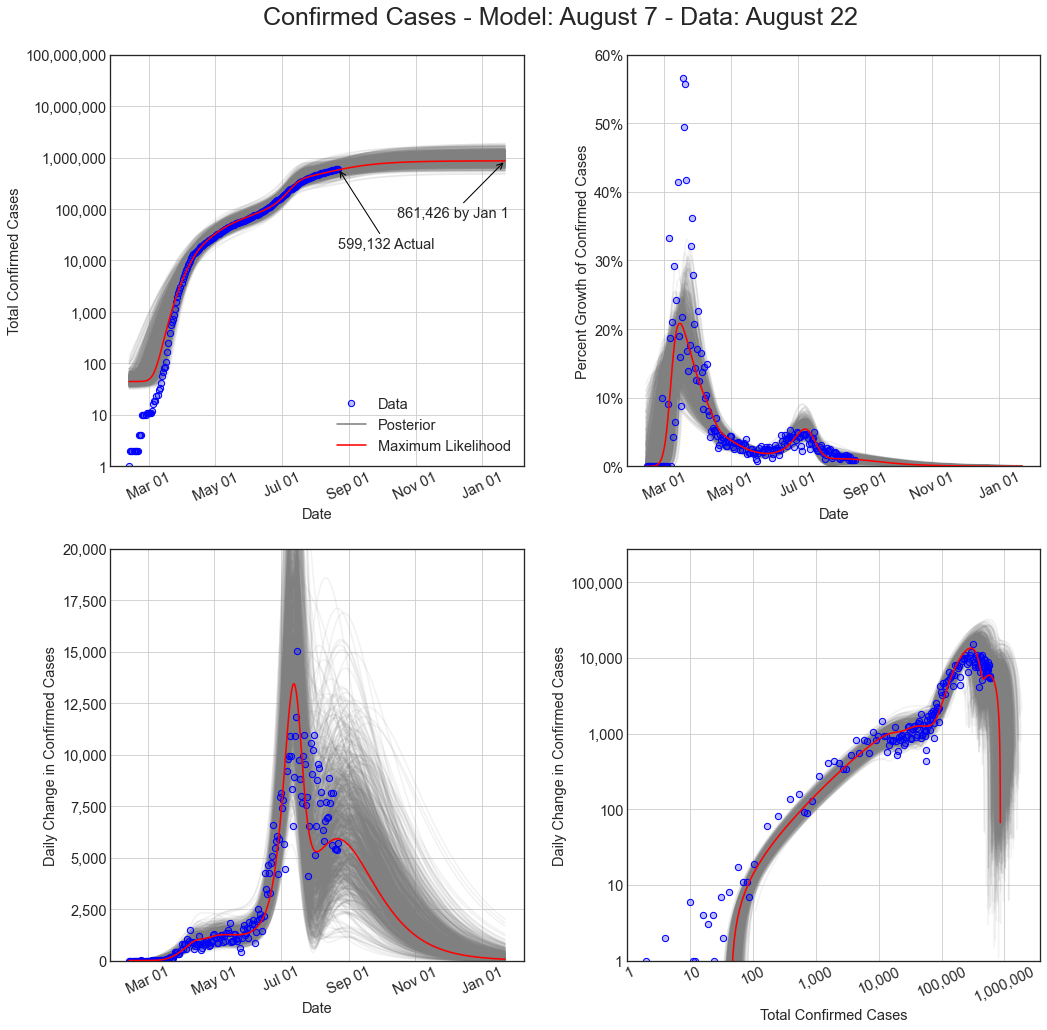 Confirmed Cases - Model: August 7 - Data: August 22
Total Confirmed Cases
100,000,000
10,000,000
1,000,000
100,000
10,000
1,000
100
10
1
861,426 by Jan 1
599,132 Actual
Data
Posterior
Maximum Likelihood
Mar 01
May 01
Jul 01
Sep 01
Nov 01
Jan 01
Date
Percent Growth of Confirmed Cases
60%
50%
40%
30%
20%
10%
0%
Mar 01
May 01
Jul 01
Sep 01
Nov 01
Jan 01
Date
Daily Change in Confirmed Cases
20,000
17,500
15,000
12,500
10,000
7,500
5,000
2,500
0
Mar 01
May 01
Jul 01
Sep 01
Nov 01
Jan 01
Date
Daily Change in Confirmed Cases
100,000
10,000
1,000
100
10
1
1
10
100
1,000
10,000
100,000
1,000,000
Total Confirmed Cases